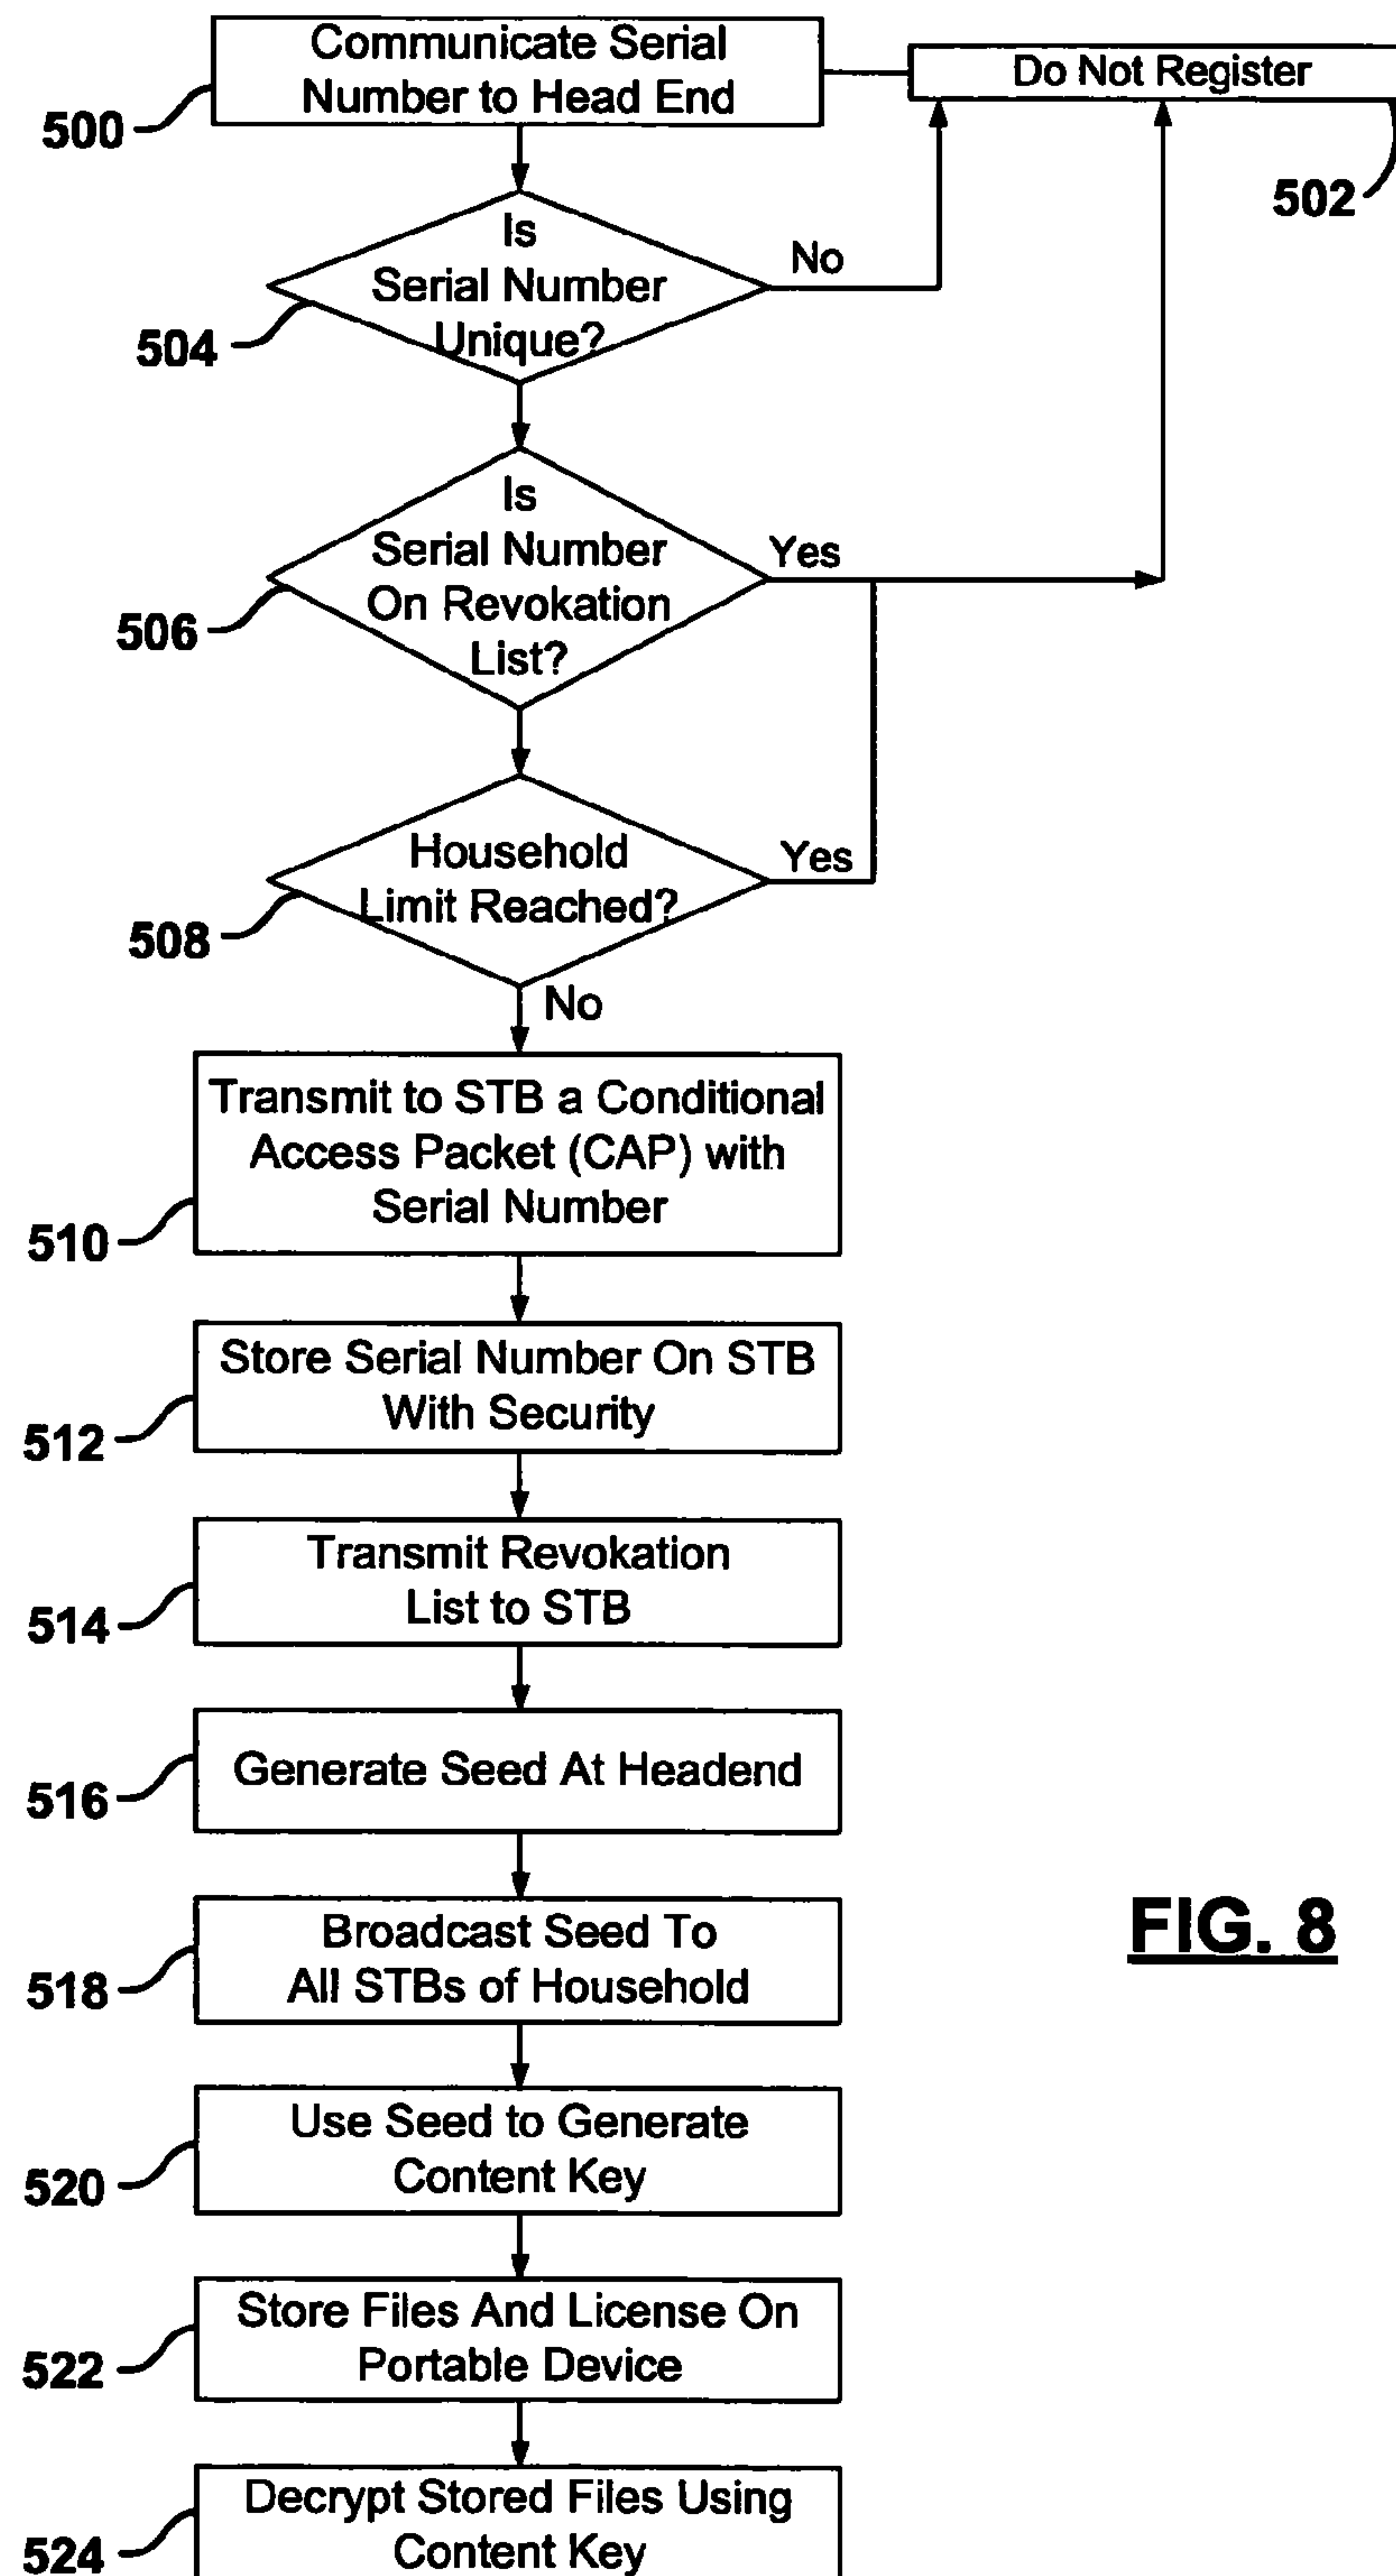 Communicate Serial
Number to Head End
500
Do Not Register
502
Is
Serial Number
Unique?
No
504
Is
Serial Number
On Revokation
List?
Yes
506
Household
Limit Reached?
Yes
508
No
Transmit to STB a Conditional
Access Packet (CAP) with
Serial Number
510
Store Serial Number On STB
With Security
512
Transmit Revokation
List to STB
514
Generate Seed At Headend
516
Broadcast Seed To
All STBs of Household
518
FIG. 8
Use Seed to Generate
Content Key
520
Store Files And License On
Portable Device
522
Decrypt Stored Files Using
Content Key
524